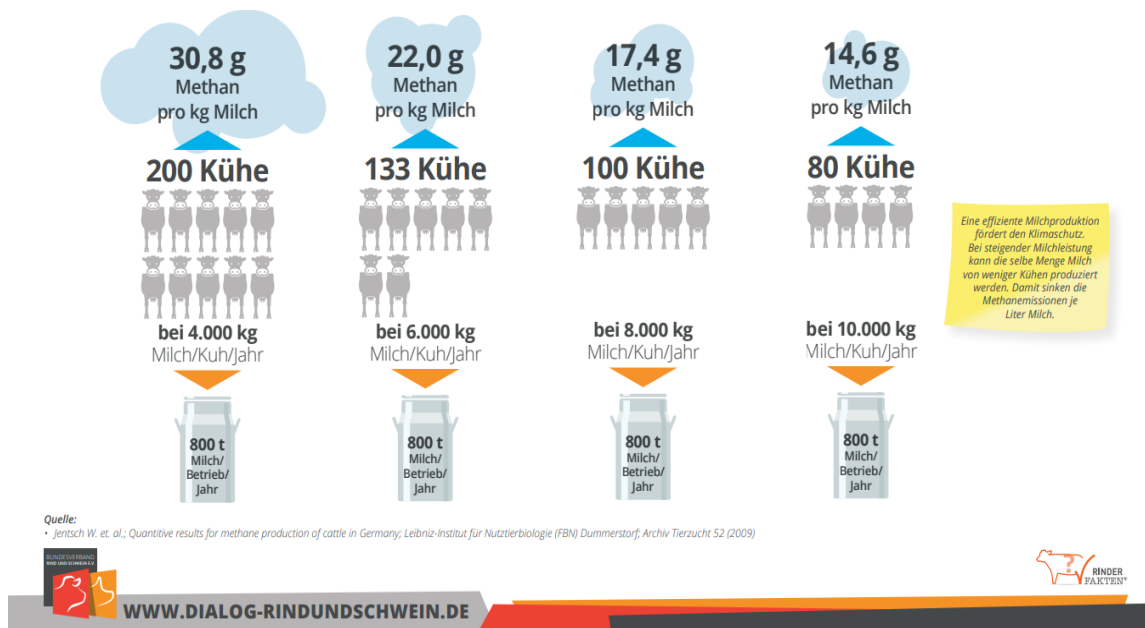 30,8 g
Methan
pro kg Milch
200 Kühe
bei 4.000 kg
Milch/Kuh/Jahr
800 t
Milch/
Betrieb/
Jahr
22,0 g
Methan
pro kg Milch
133 Kühe
bei 6.000 kg
Milch/Kuh/Jahr
800 t
Milch/
Betrieb/
Jahr
17,4 g
Methan
pro kg Milch
100 Kühe
bei 8.000 kg
Milch/Kuh/Jahr
800 t
Milch/
Betrieb/
Jahr
14,6 g
Methan
pro kg Milch
80 Kühe
bei 10.000 kg
Milch/Kuh/Jahr
800 t
Milch/
Betrieb/
Jahr
Eine effiziente Milchproduktion
fördert den Klimaschutz.
Bei steigender Milchleistung
kann die selbe Menge Milch
von weniger Kühen produziert
werden. Damit sinken die
Methanemissionen je
Liter Milch.
Quelle:
• Jentsch W. et. al.; Quantitive results for methane production of cattle in Germany; Leibniz-Institut für Nutztierbiologie (FBN) Dummerstorf; Archiv Tierzucht 52 (2009)
BUNDESVERBAND
RIND UND SCHWEIN E.V.
WWW.DIALOG-RINDUNDSCHWEIN.DE
?
RINDER
FAKTEN®